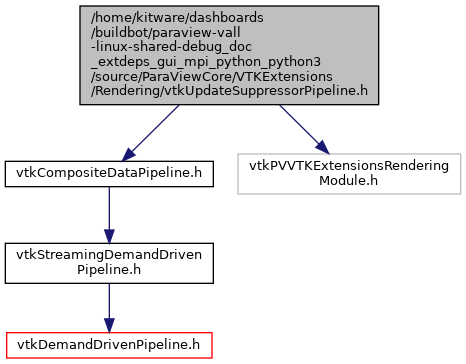 /home/kitware/dashboards
/buildbot/paraview-vall
-linux-shared-debug_doc
_extdeps_gui_mpi_python_python3
/source/ParaViewCore/VTKExtensions
/Rendering/vtkUpdateSuppressorPipeline.h
vtkCompositeDataPipeline.h
vtkPVVTKExtensionsRendering
Module.h
vtkStreamingDemandDriven
Pipeline.h
vtkDemandDrivenPipeline.h